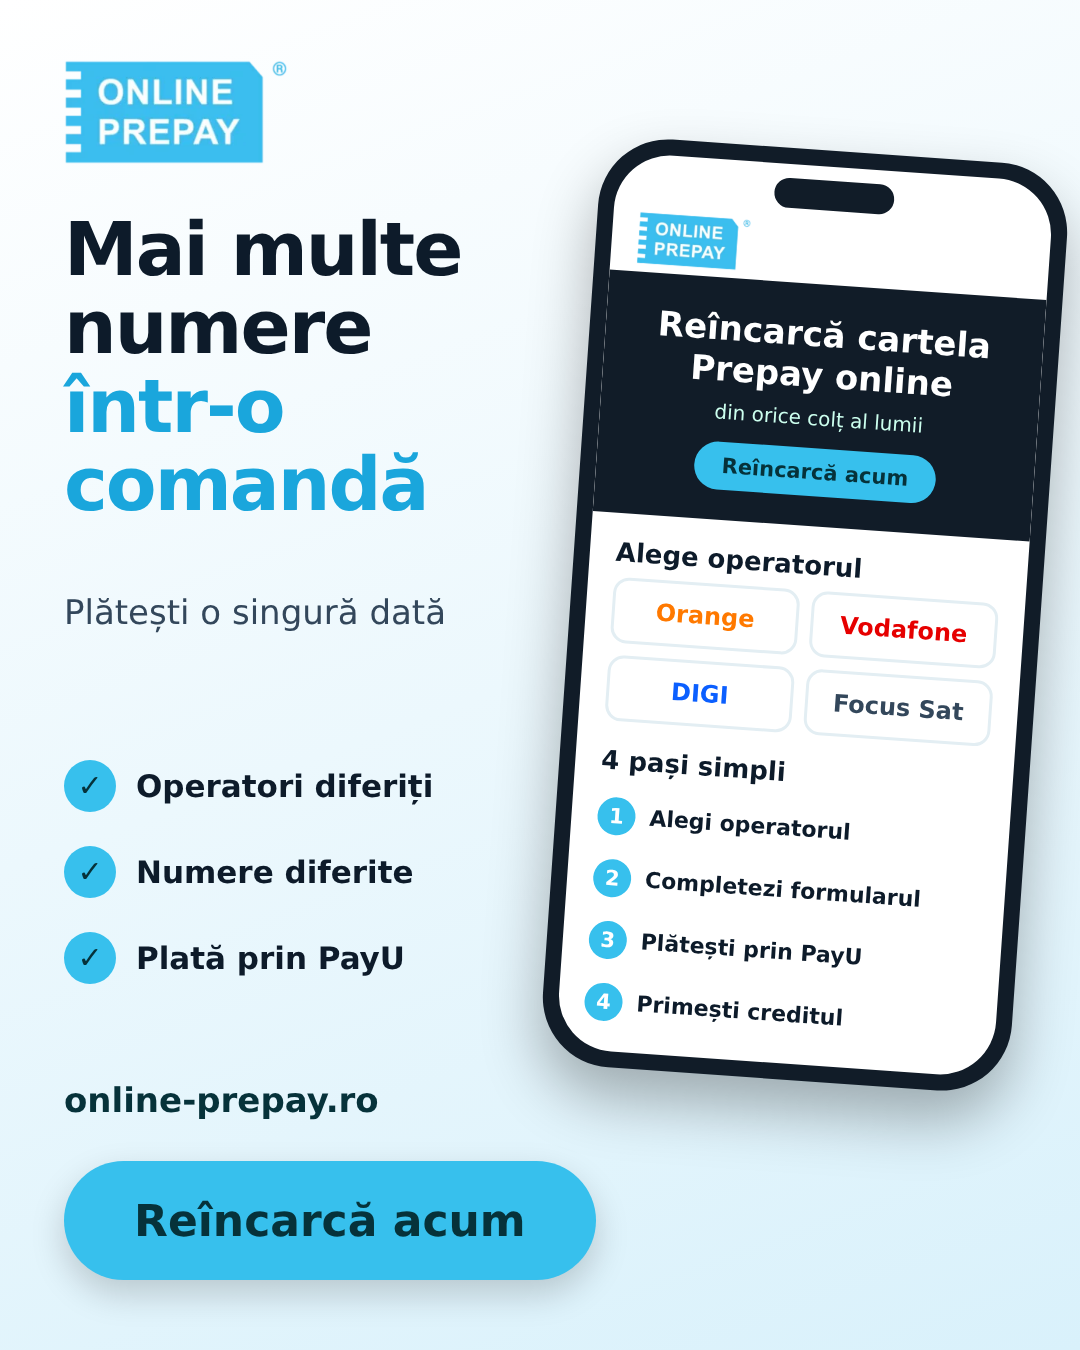 ONLINE
PREPAY
®
Mai multe
numere
într-o
comandă
Plătești o singură dată
✓ Operatori diferiți
✓ Numere diferite
✓ Plată prin PayU
online-prepay.ro
Reîncarcă acum
ONLINE
PREPAY
®
Reîncarcă cartela
Prepay online
din orice colț al lumii
Reîncarcă acum
Alege operatorul
Orange Vodafone
DIGI Focus Sat
4 pași simpli
1 Alegi operatorul
2 Completezi formularul
3 Plătești prin PayU
4 Primești creditul